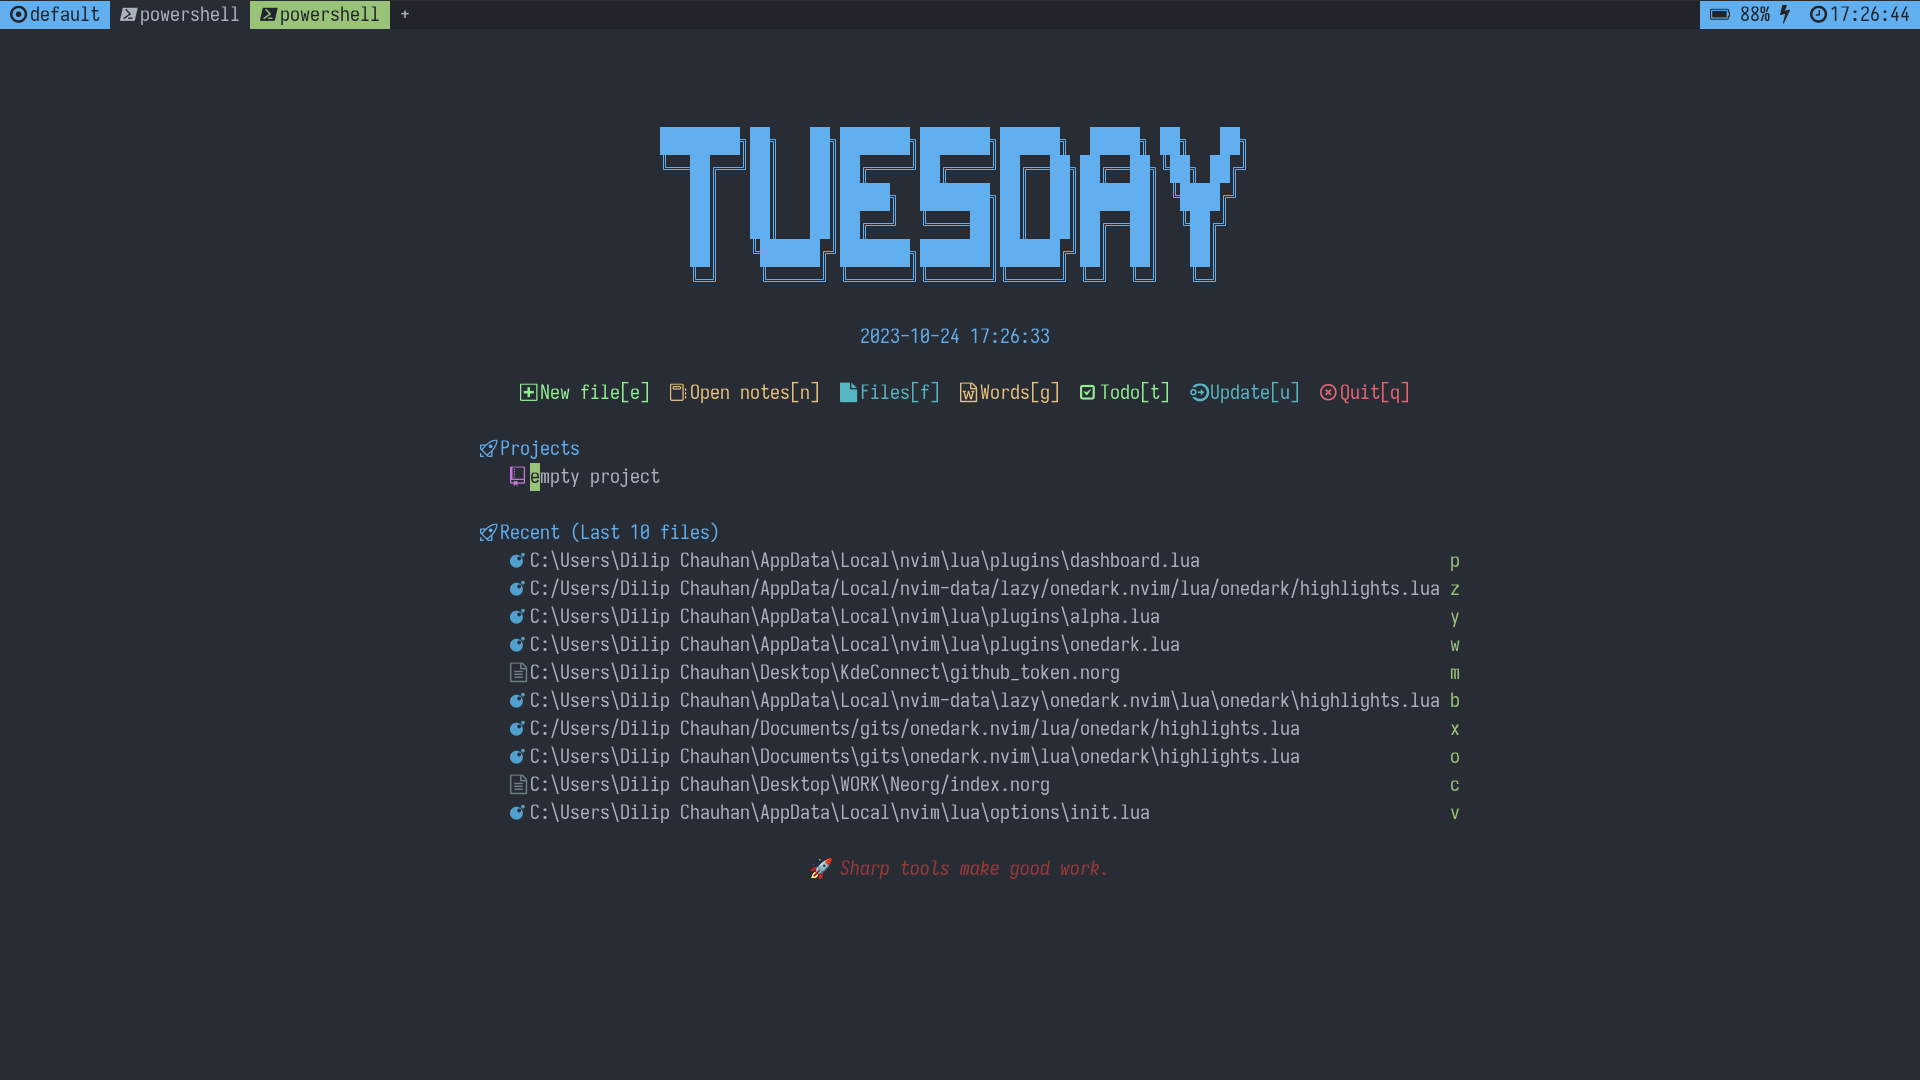 default powershell powershell + 88% 17:26:44
TUESDAY
2023-10-24 17:26:33
New file[e] Open notes[n] Files[f] Words[g] Todo[t] Update[u] Quit[q]
Projects
empty project
Recent (Last 10 files)
C:\Users\Dilip Chauhan\AppData\Local\nvim\lua\plugins\dashboard.lua p
C:/Users/Dilip Chauhan/AppData/Local/nvim-data/lazy/onedark.nvim/lua/onedark/highlights.lua z
C:\Users\Dilip Chauhan\AppData\Local\nvim\lua\plugins\alpha.lua y
C:\Users\Dilip Chauhan\AppData\Local\nvim\lua\plugins\onedark.lua w
C:\Users\Dilip Chauhan\Desktop\KdeConnect\github_token.norg m
C:\Users\Dilip Chauhan\AppData\Local\nvim-data\lazy\onedark.nvim\lua\onedark\highlights.lua b
C:/Users/Dilip Chauhan/Documents/gits/onedark.nvim/lua/onedark/highlights.lua x
C:\Users\Dilip Chauhan\Documents\gits\onedark.nvim\lua\onedark\highlights.lua o
C:\Users\Dilip Chauhan\Desktop\WORK\Neorg/index.norg c
C:\Users\Dilip Chauhan\AppData\Local\nvim\lua\options\init.lua v
🚀 Sharp tools make good work.